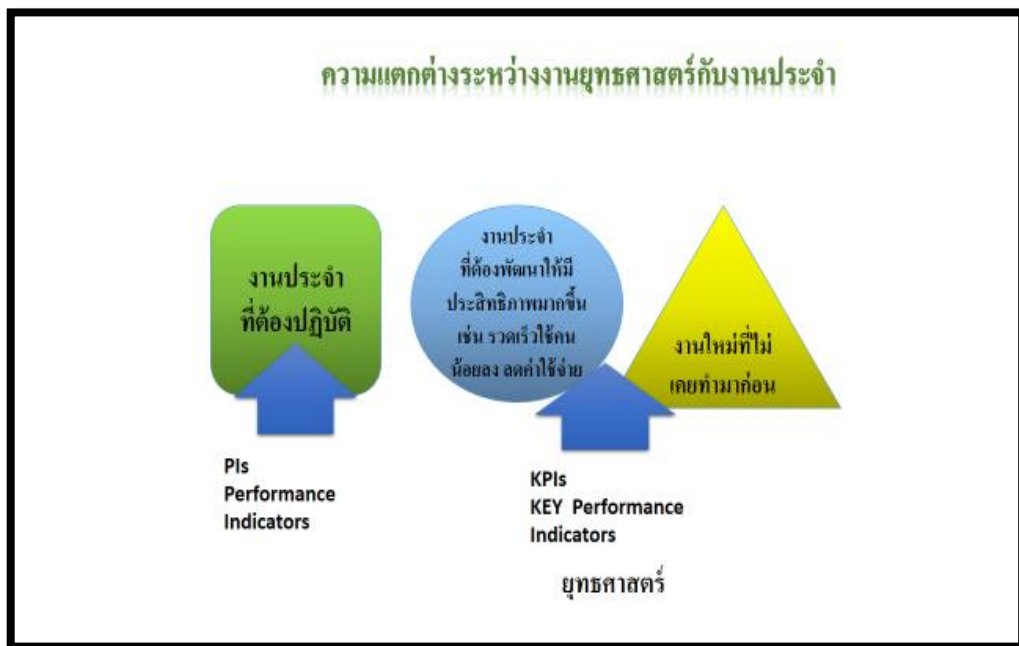 ความแตกต่างระหว่างงานยุทธศาสตร์กับงานประจำ
งานประจำ
ที่ต้องปฏิบัติ
งานประจำ
ที่ต้องพัฒนาให้มี
ประสิทธิภาพมากขึ้น
เช่น รวดเร็วใช้คน
น้อยลง ลดค่าใช้จ่าย
งานใหม่ที่ไม่
เคยทำมาก่อน
PIs
Performance
Indicators
KPIs
KEY Performance
Indicators
ยุทธศาสตร์